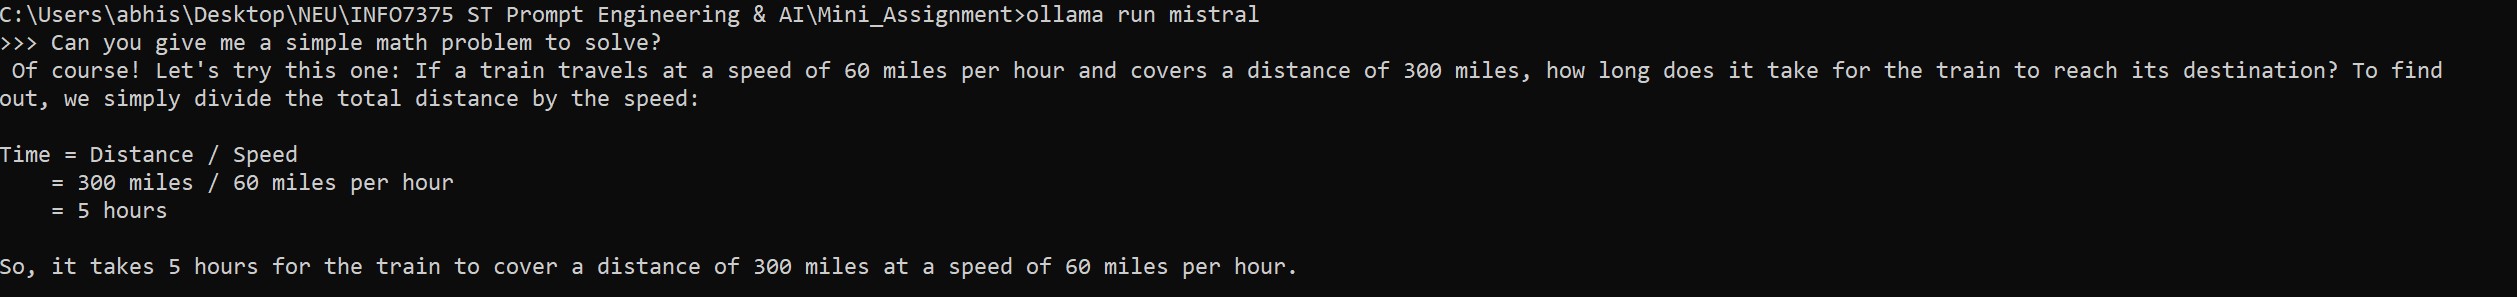 C:\Users\abhis\Desktop\NEU\INFO7375 ST Prompt Engineering & AI\Mini_Assignment>ollama run mistral
>>> Can you give me a simple math problem to solve?
 Of course! Let's try this one: If a train travels at a speed of 60 miles per hour and covers a distance of 300 miles, how long does it take for the train to reach its destination? To find
out, we simply divide the total distance by the speed:

Time = Distance / Speed
    = 300 miles / 60 miles per hour
    = 5 hours

So, it takes 5 hours for the train to cover a distance of 300 miles at a speed of 60 miles per hour.